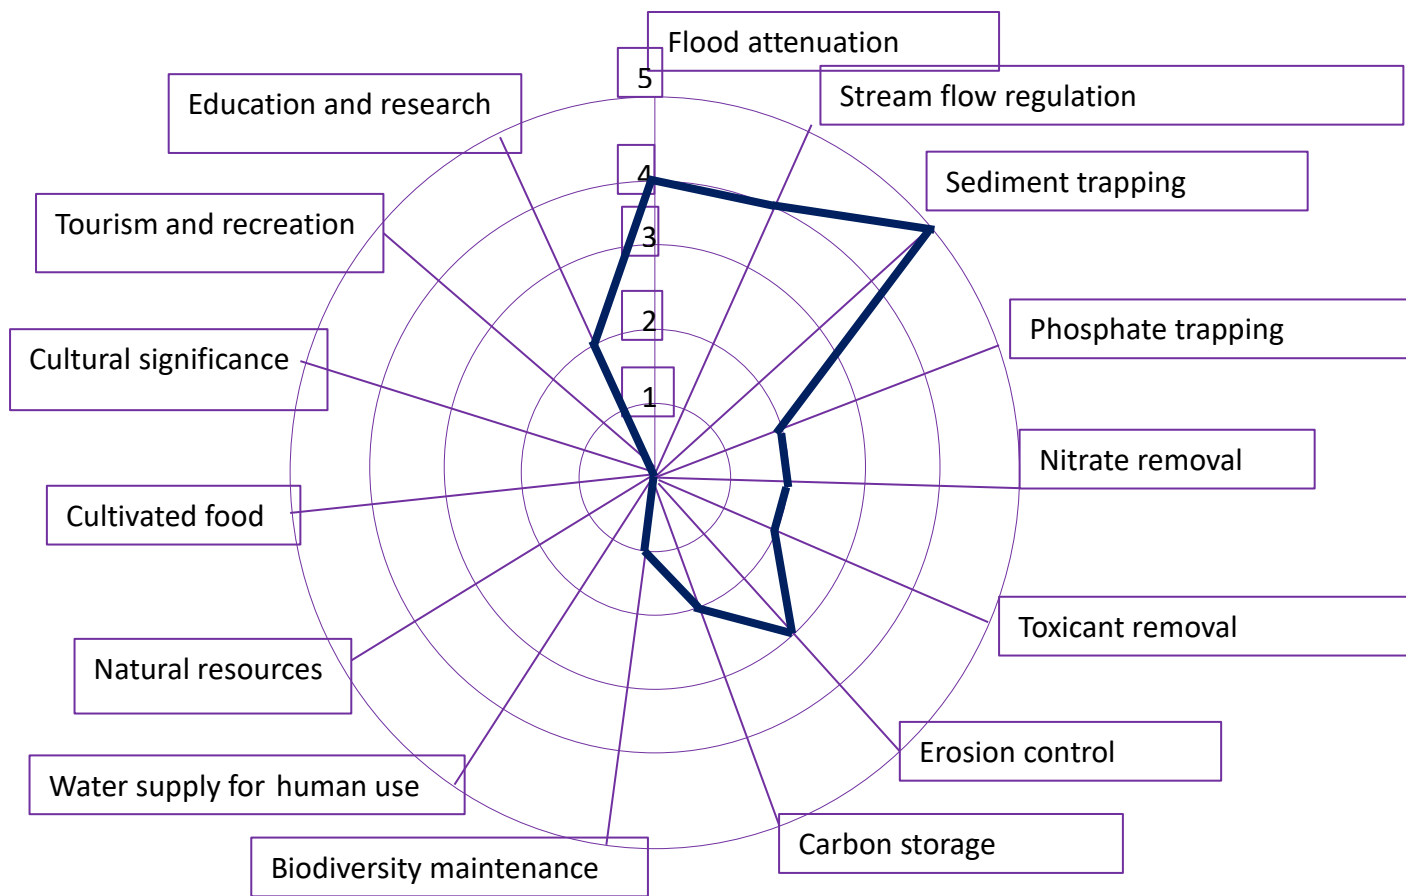 Flood attenuation
5
Stream flow regulation
Education and research
4
Sediment trapping
Tourism and recreation
3
2
Phosphate trapping
Cultural significance
1
Nitrate removal
Cultivated food
Toxicant removal
Natural resources
Erosion control
Water supply for human use
Carbon storage
Biodiversity maintenance